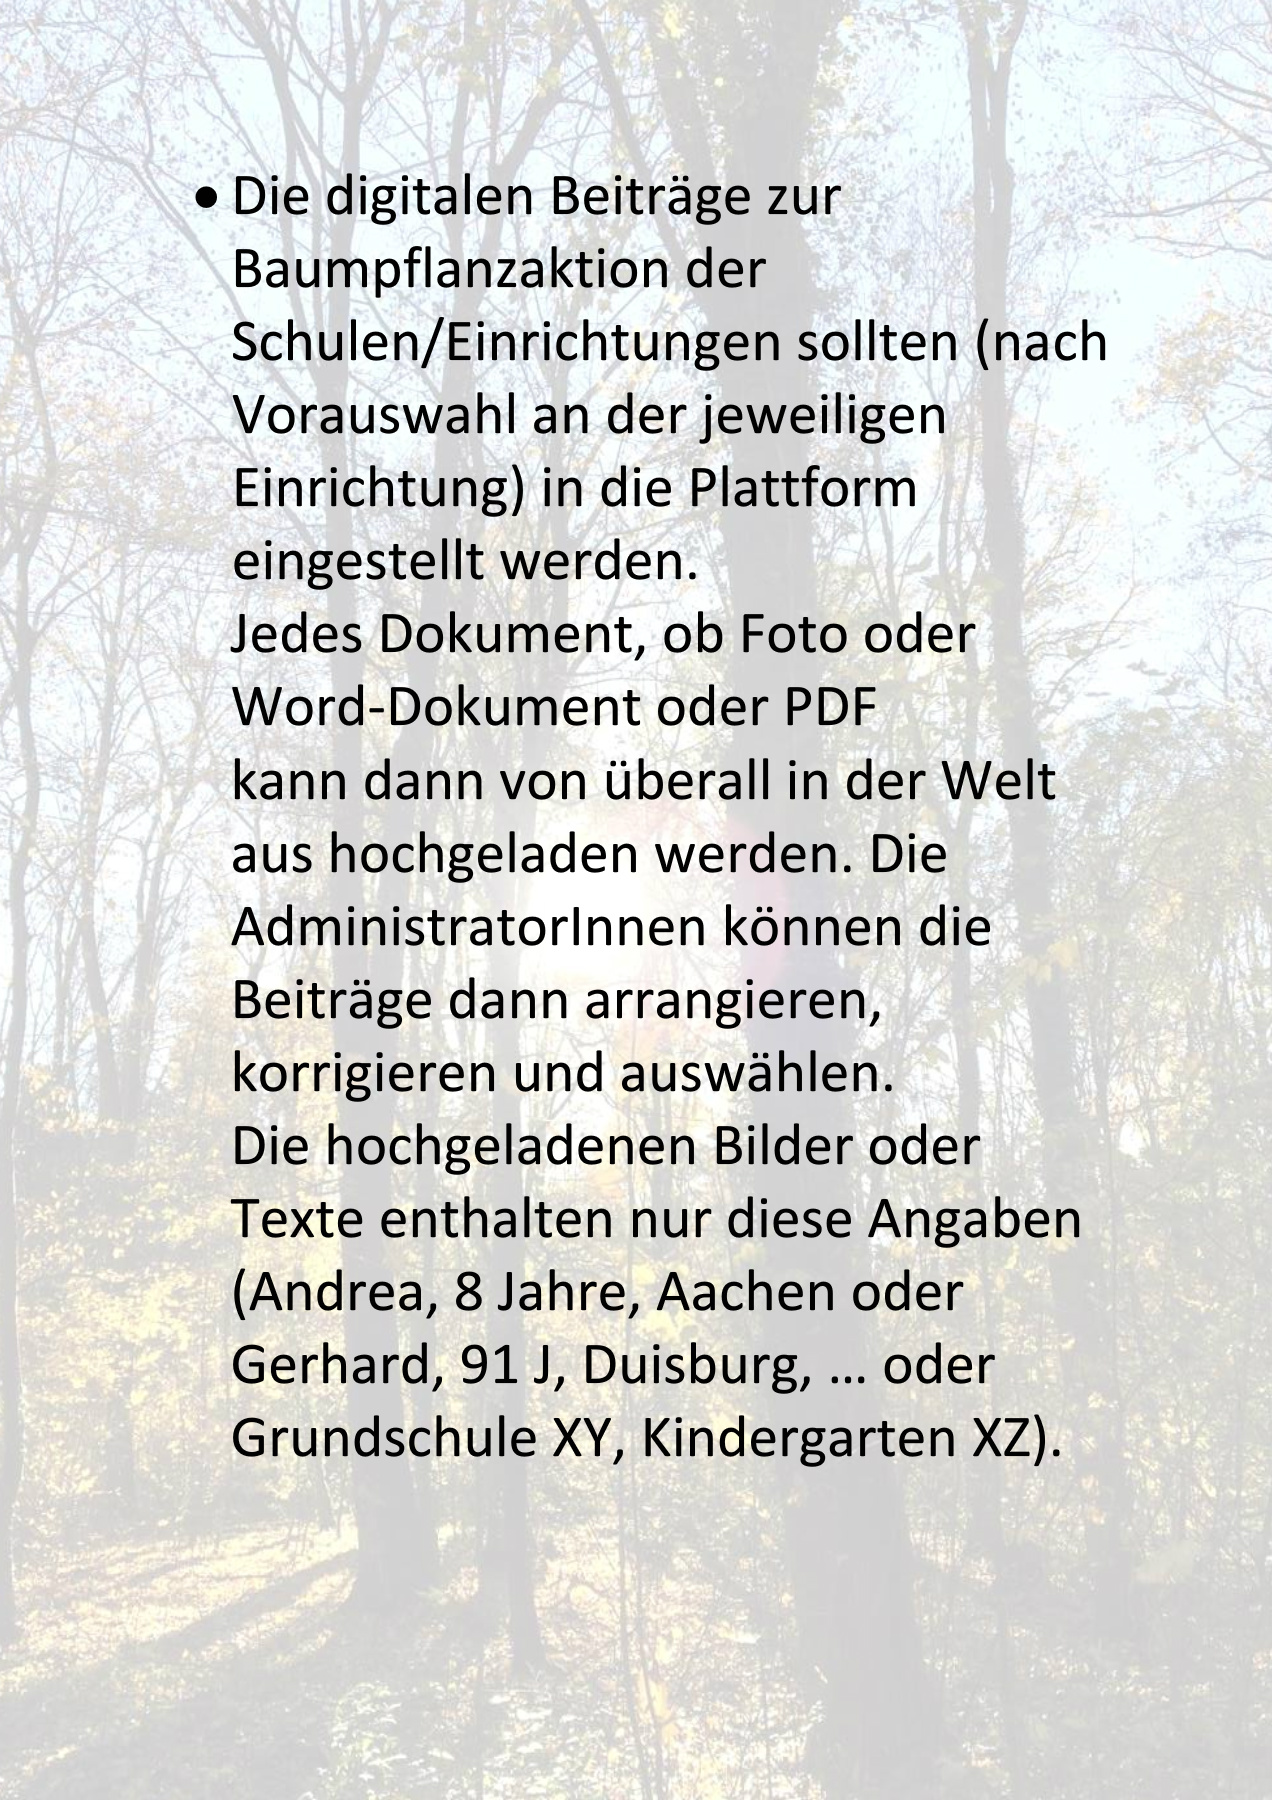 • Die digitalen Beiträge zur
Baumpflanzaktion der
Schulen/Einrichtungen sollten (nach
Vorauswahl an der jeweiligen
Einrichtung) in die Plattform
eingestellt werden.
Jedes Dokument, ob Foto oder
Word-Dokument oder PDF
kann dann von überall in der Welt
aus hochgeladen werden. Die
AdministratorInnen können die
Beiträge dann arrangieren,
korrigieren und auswählen.
Die hochgeladenen Bilder oder
Texte enthalten nur diese Angaben
(Andrea, 8 Jahre, Aachen oder
Gerhard, 91 J, Duisburg, … oder
Grundschule XY, Kindergarten XZ).